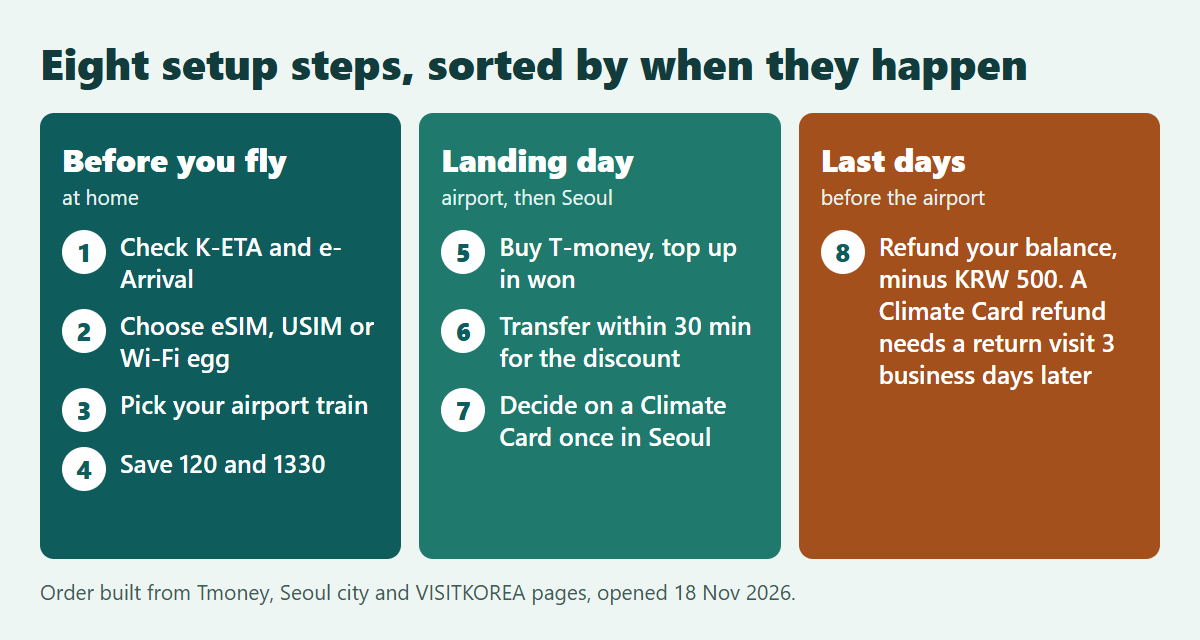 Eight setup steps, sorted by when they happen
Before you fly
at home
1
Check K-ETA and e-
Arrival
2
Choose eSIM, USIM or
Wi-Fi egg
3
Pick your airport train
4
Save 120 and 1330
Landing day
airport, then Seoul
5
Buy T-money, top up
in won
6
Transfer within 30 min
for the discount
7
Decide on a Climate
Card once in Seoul
Last days
before the airport
8
Refund your balance,
minus KRW 500. A
Climate Card refund
needs a return visit 3
business days later
Order built from Tmoney, Seoul city and VISITKOREA pages, opened 18 Nov 2026.